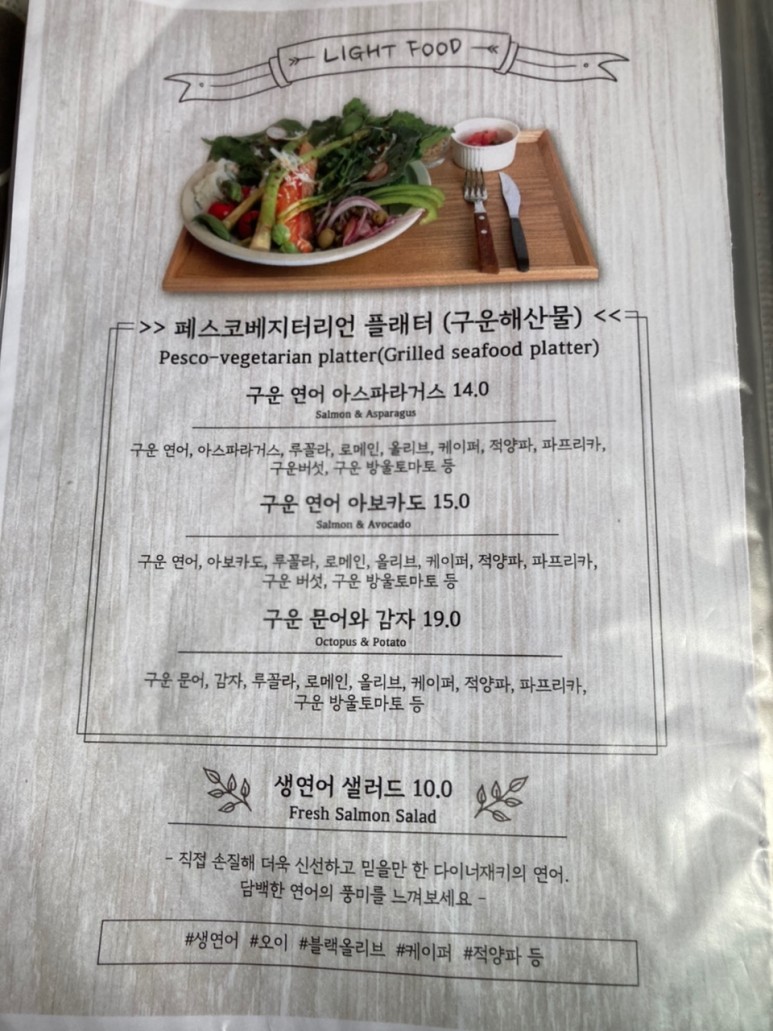 LIGHT FOOD
>> 페스코베지터리언 플래터 (구운해산물) <<
Pesco-vegetarian platter(Grilled seafood platter)
구운 연어 아스파라거스 14.0
Salmon & Asparagus
구운 연어, 아스파라거스, 루꼴라, 로메인, 올리브, 케이퍼, 적양파, 파프리카,
구운버섯, 구운 방울토마토 등
구운 연어 아보카도 15.0
Salmon & Avocado
구운 연어, 아보카도, 루꼴라, 로메인, 올리브, 케이퍼, 적양파, 파프리카,
구운 버섯, 구운 방울토마토 등
구운 문어와 감자 19.0
Octopus & Potato
구운 문어, 감자, 루꼴라, 로메인, 올리브, 케이퍼, 적양파, 파프리카,
구운 방울토마토 등
생연어 샐러드 10.0
Fresh Salmon Salad
- 직접 손질해 더욱 신선하고 믿을만 한 다이너재키의 연어.
담백한 연어의 풍미를 느껴보세요 -
#생연어 #오이 #블랙올리브 #케이퍼 #적양파 등